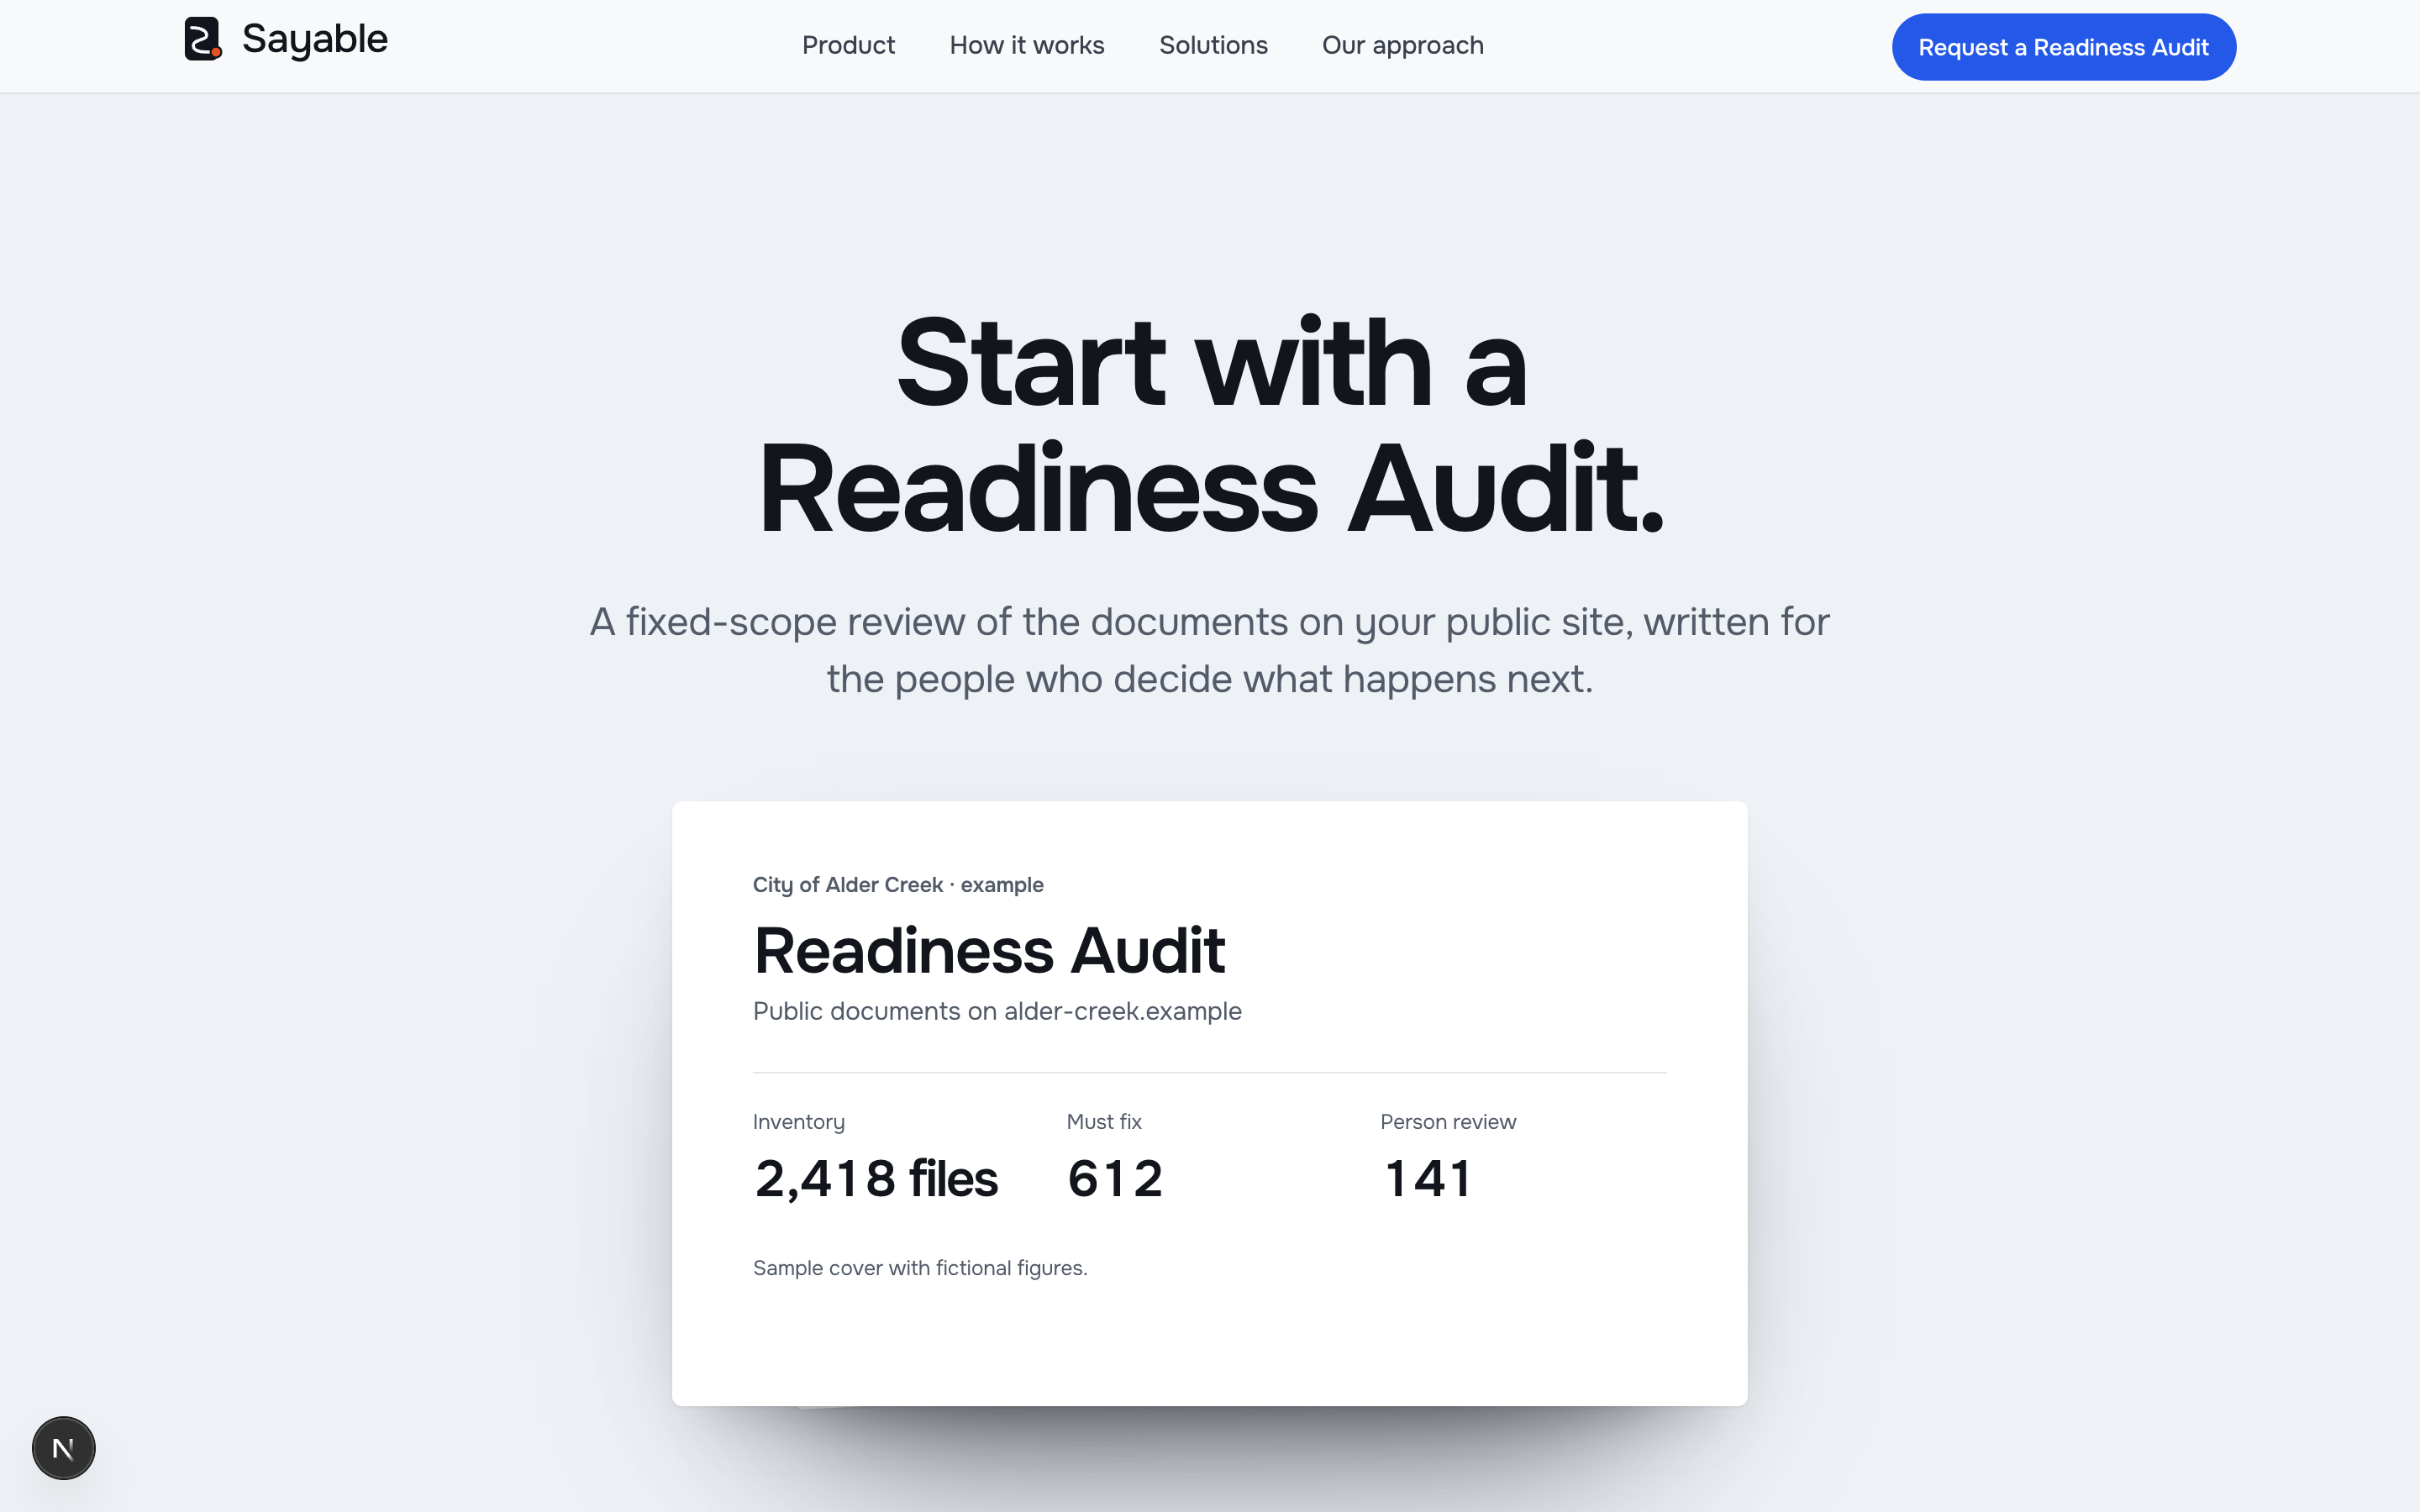 Sayable
Product
How it works
Solutions
Our approach
Request a Readiness Audit
Start with a
Readiness Audit.
A fixed-scope review of the documents on your public site, written for
the people who decide what happens next.
City of Alder Creek · example
Readiness Audit
Public documents on alder-creek.example
Inventory
Must fix
Person review
2,418 files
612
141
Sample cover with fictional figures.
N